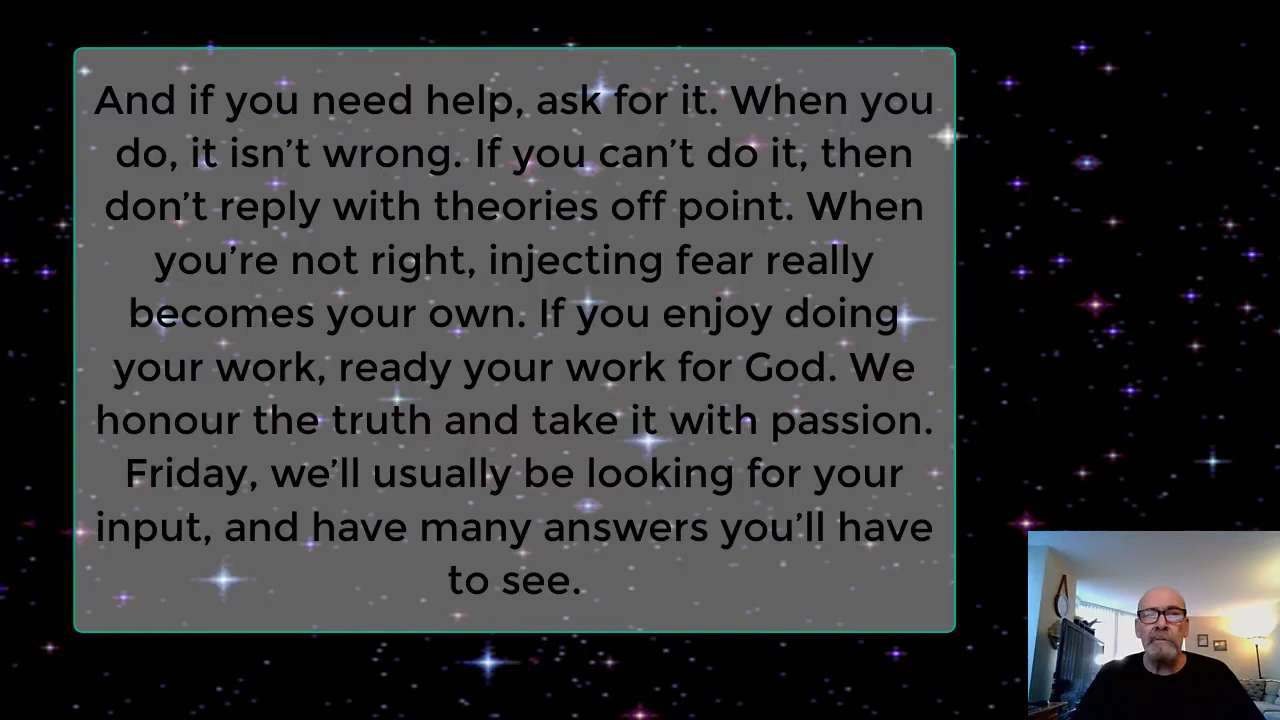 And if you need help, ask for it. When you
do, it isn’t wrong. If you can’t do it, then
don’t reply with theories off point. When
you’re not right, injecting fear really
becomes your own. If you enjoy doing
your work, ready your work for God. We
honour the truth and take it with passion.
Friday, we’ll usually be looking for your
input, and have many answers you’ll have
to see.